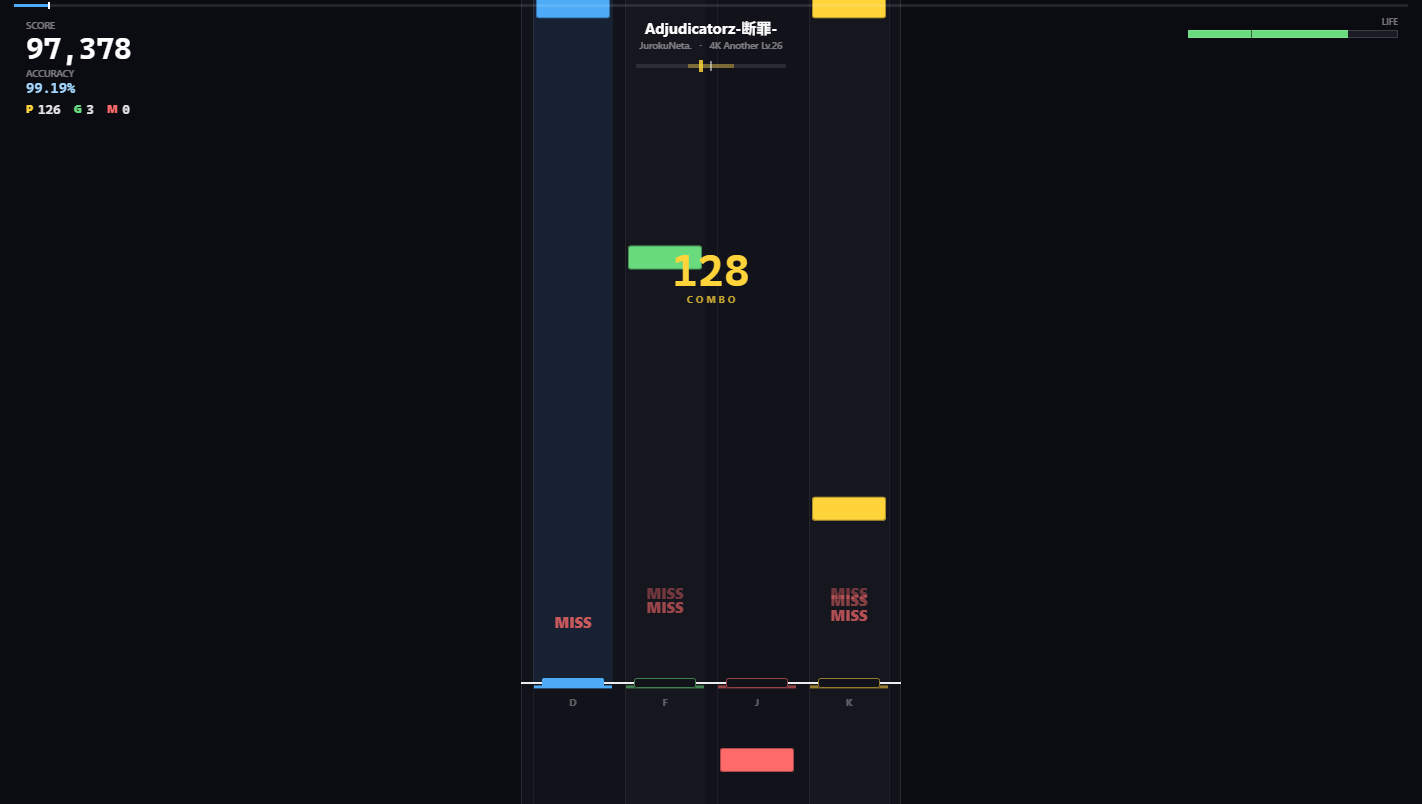 SCORE
97,378
ACCURACY
99.19%
P 126 G 3 M 0
Adjudicatorz-断罪-
JurokuNeta. · 4K Another Lv.26
LIFE
128
COMBO
MISS
MISS
MISS
MISS
MISS
MISS
D
F
J
K